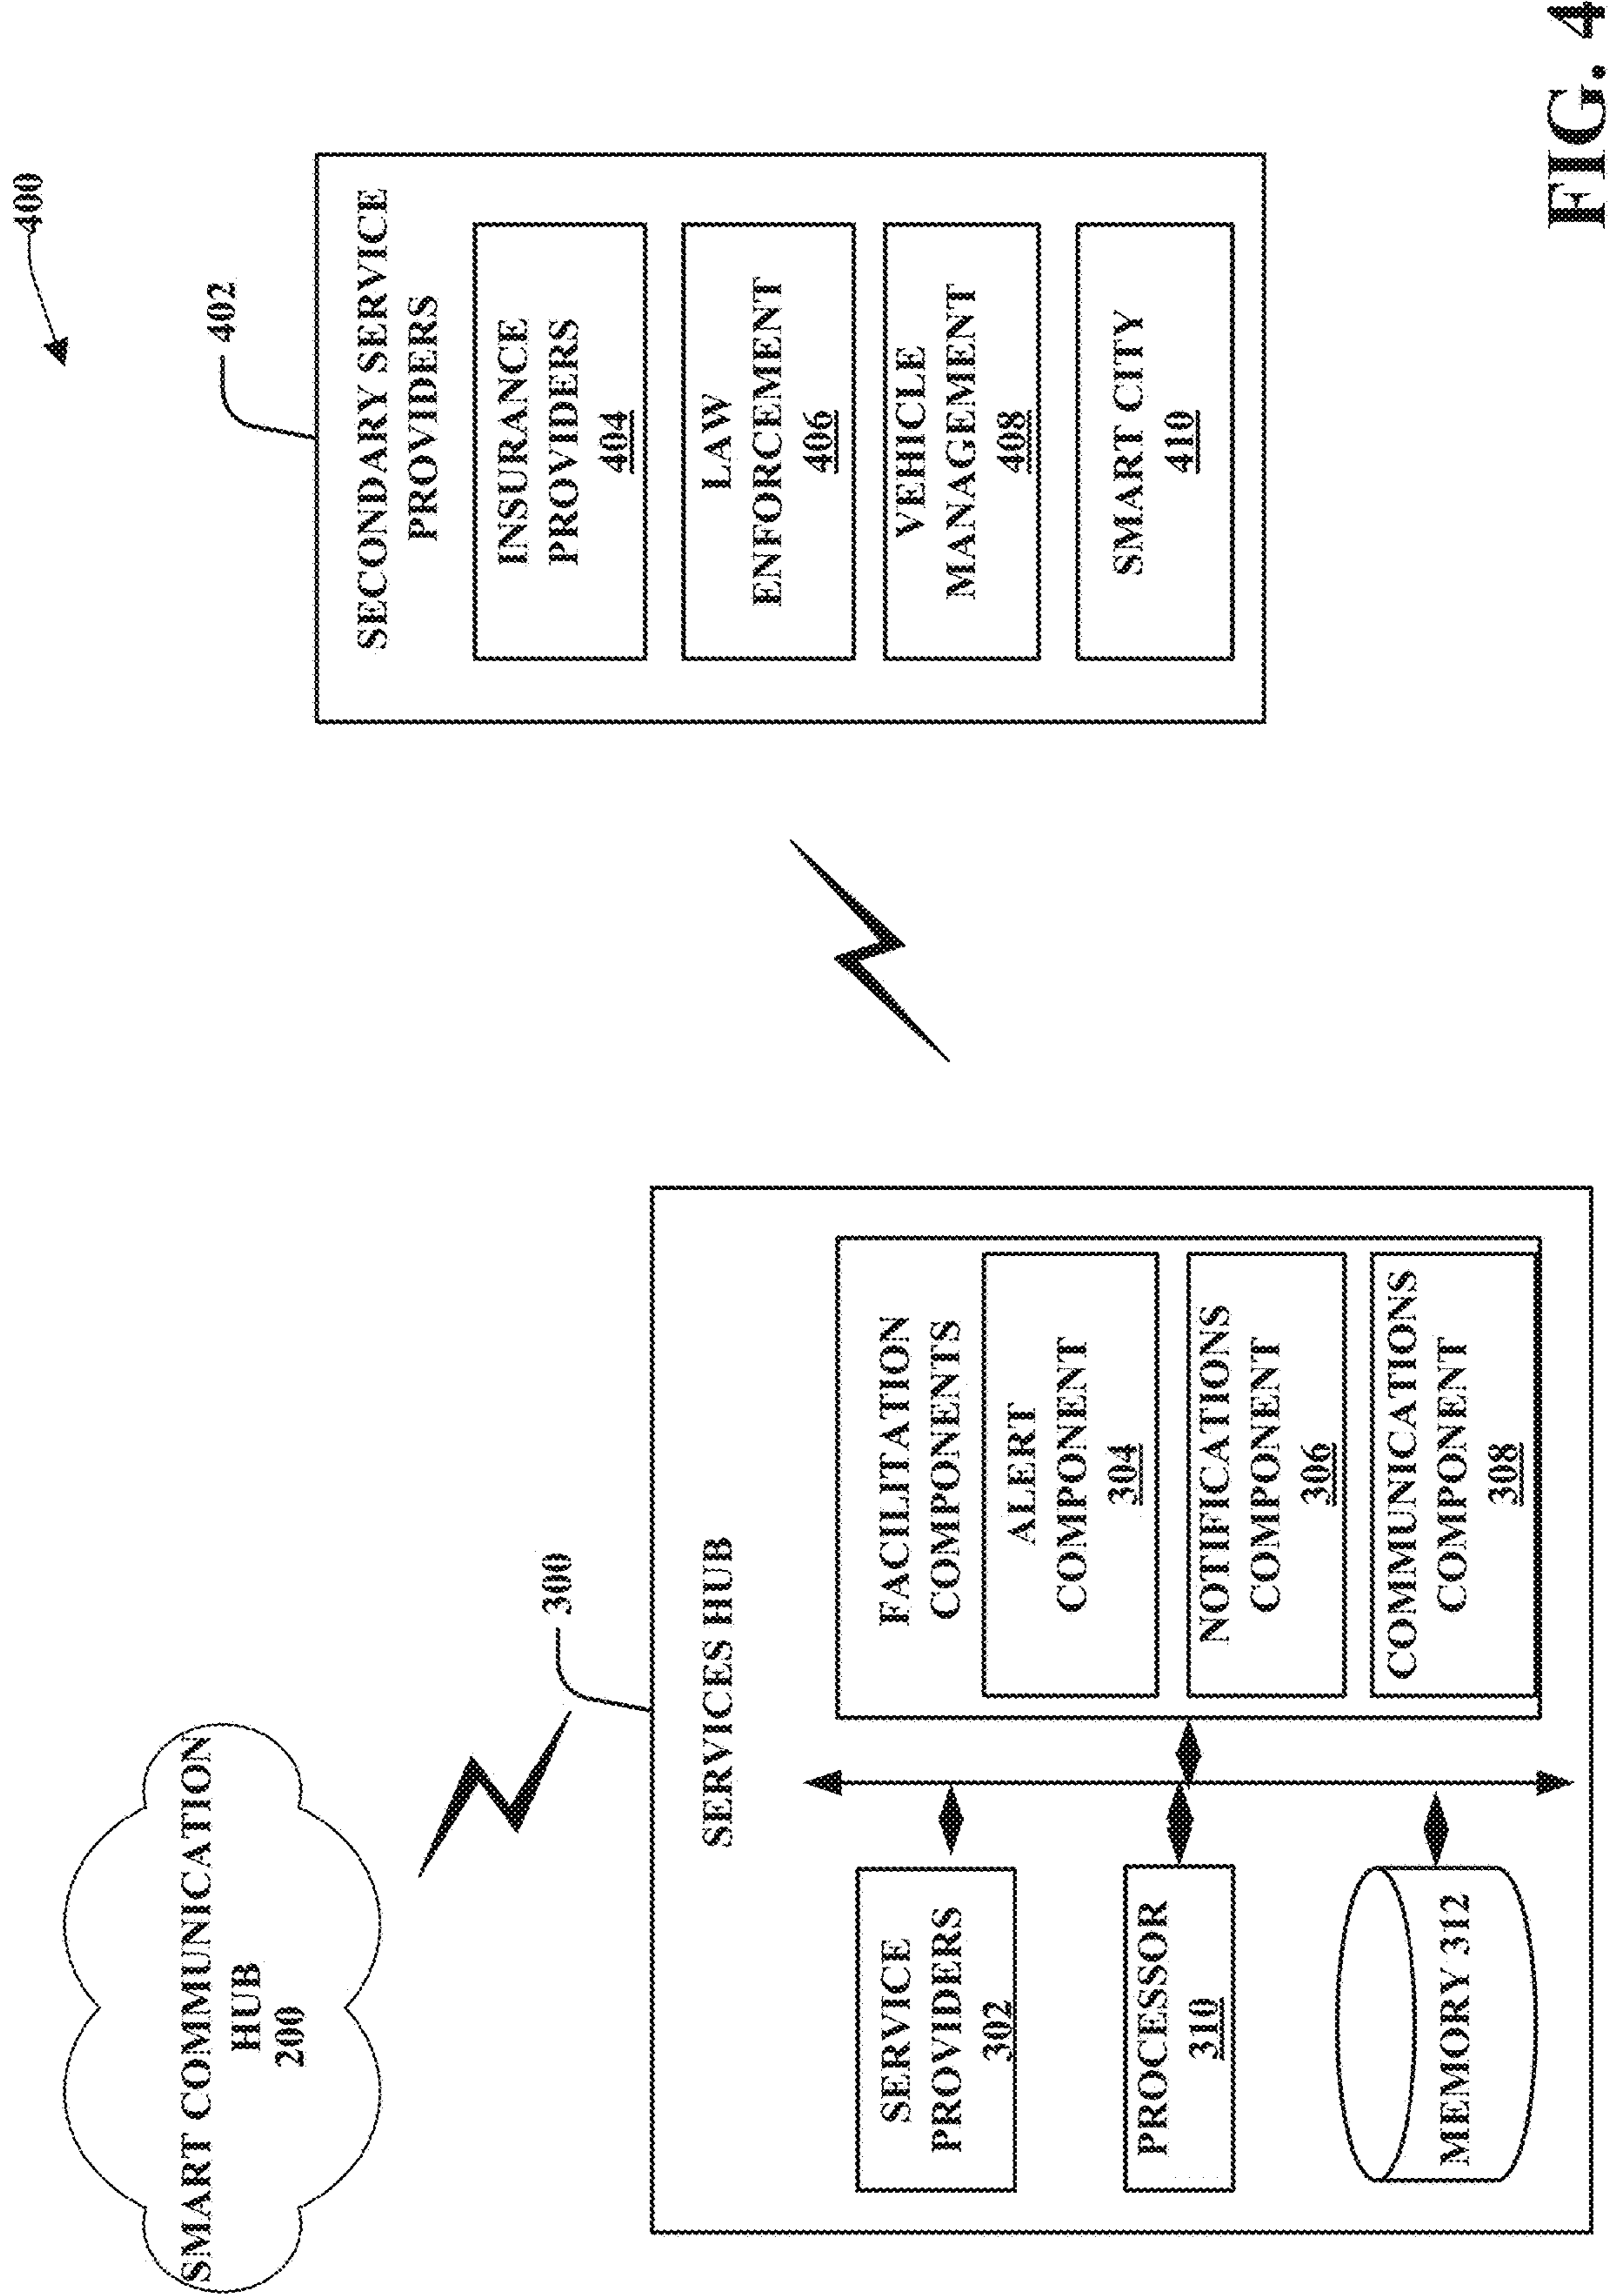 400
SMART COMMUNICATION
HUB
200
300
SERVICES HUB
SERVICE
PROVIDERS
302
PROCESSOR
310
MEMORY 312
FACILITATION
COMPONENTS
ALERT
COMPONENT
304
NOTIFICATIONS
COMPONENT
306
COMMUNICATIONS
COMPONENT
308
402
SECONDARY SERVICE
PROVIDERS
INSURANCE
PROVIDERS
404
LAW
ENFORCEMENT
406
VEHICLE
MANAGEMENT
408
SMART CITY
410
FIG. 4